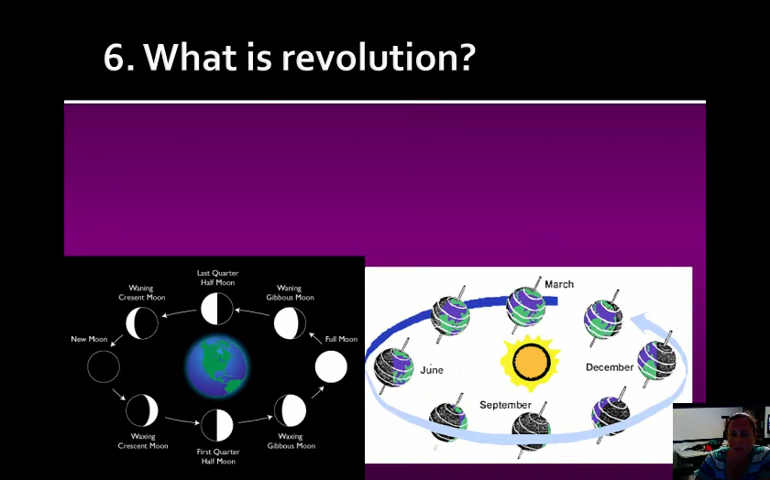 6. What is revolution?
Last Quarter
Half Moon
Waning
Cresent Moon
Waning
Gibbous Moon
New Moon
Full Moon
Waxing
Crescent Moon
First Quarter
Half Moon
Waxing
Gibbous Moon
March
June
December
September